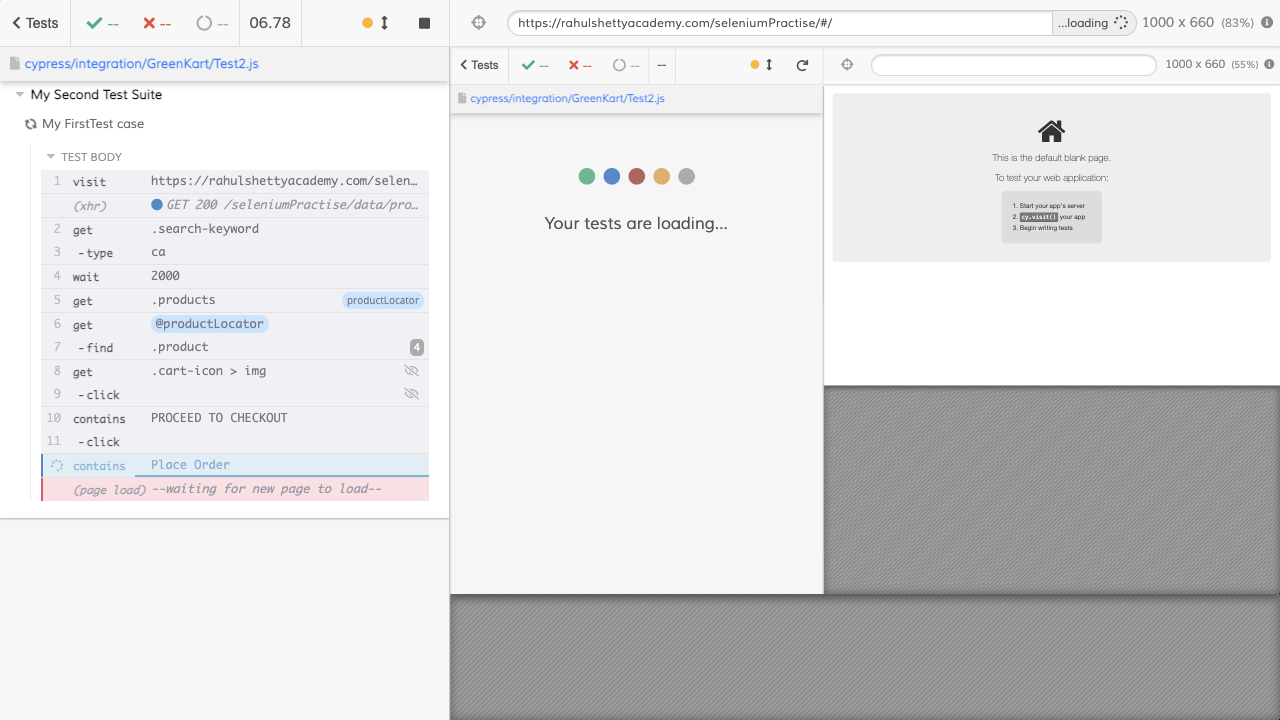 Tests -- -- -- 06.78
https://rahulshettyacademy.com/seleniumPractise/#/ ...loading 1000 x 660 (83%)
cypress/integration/GreenKart/Test2.js
My Second Test Suite
My FirstTest case
TEST BODY
1 visit https://rahulshettyacademy.com/selen...
(xhr) GET 200 /seleniumPractise/data/pro...
2 get .search-keyword
3 -type ca
4 wait 2000
5 get .products productLocator
6 get @productLocator
7 -find .product 4
8 get .cart-icon > img
9 -click
10 contains PROCEED TO CHECKOUT
11 -click
contains Place Order
(page load) --waiting for new page to load--
Tests -- -- -- --
1000 x 660 (55%)
cypress/integration/GreenKart/Test2.js
Your tests are loading...
This is the default blank page.
To test your web application:
1. Start your app's server
2. cy.visit() your app
3. Begin writing tests